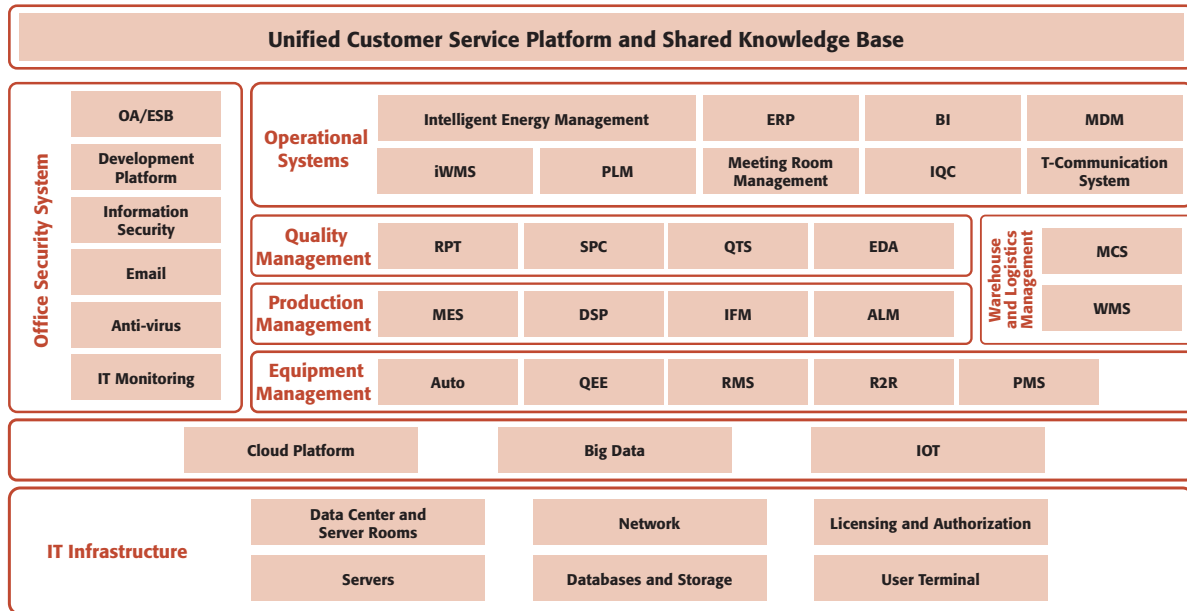 Unified Customer Service Platform and Shared Knowledge Base
Office Security System
OA/ESB
Development
Platform
Information
Security
Email
Anti-virus
IT Monitoring
Operational
Systems
Intelligent Energy Management
ERP
BI
MDM
iWMS
PLM
Meeting Room
Management
IQC
T-Communication
System
Quality
Management
RPT
SPC
QTS
EDA
Production
Management
MES
DSP
IFM
ALM
Warehouse
and Logistics
Management
MCS
WMS
Equipment
Management
Auto
QEE
RMS
R2R
PMS
Cloud Platform
Big Data
IOT
IT Infrastructure
Data Center and
Server Rooms
Network
Licensing and Authorization
Servers
Databases and Storage
User Terminal